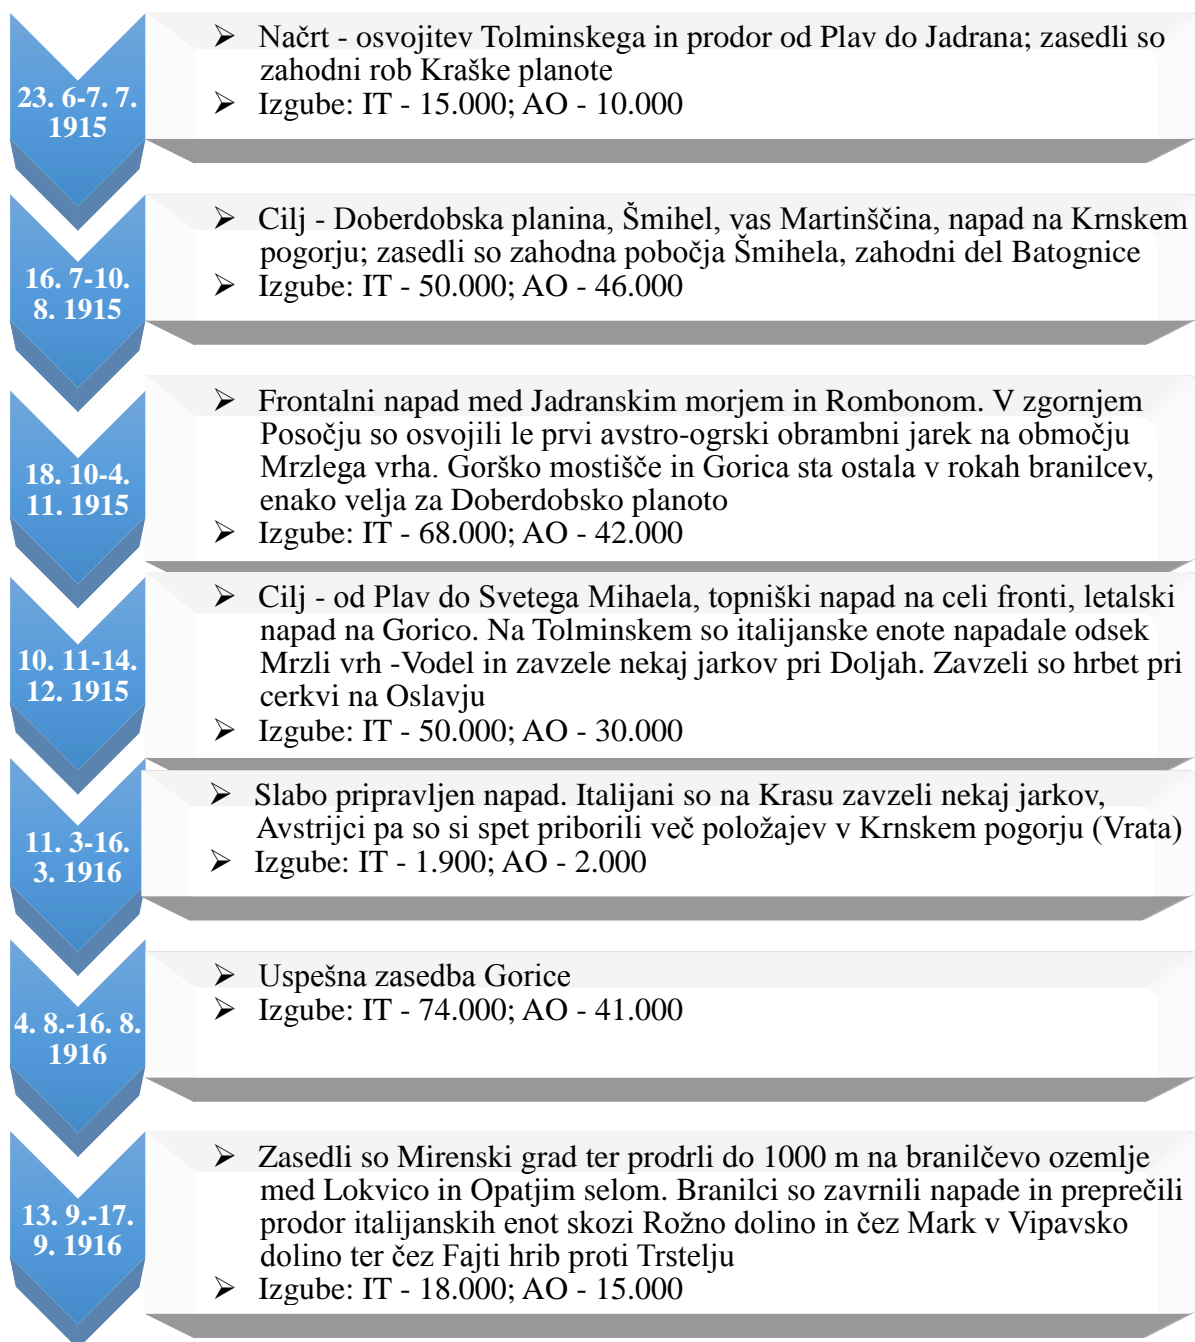 23. 6-7. 7.
1915
➢ Načrt - osvojitev Tolminskega in prodor od Plav do Jadrana; zasedli so
zahodni rob Kraške planote
➢ Izgube: IT - 15.000; AO - 10.000
16. 7-10.
8. 1915
➢ Cilj - Doberdobska planina, Šmihel, vas Martinščina, napad na Krnskem
pogorju; zasedli so zahodna pobočja Šmihela, zahodni del Batognice
➢ Izgube: IT - 50.000; AO - 46.000
18. 10-4.
11. 1915
➢ Frontalni napad med Jadranskim morjem in Rombonom. V zgornjem
Posočju so osvojili le prvi avstro-ogrski obrambni jarek na območju
Mrzlega vrha. Gorško mostišče in Gorica sta ostala v rokah branilcev,
enako velja za Doberdobsko planoto
➢ Izgube: IT - 68.000; AO - 42.000
10. 11-14.
12. 1915
➢ Cilj - od Plav do Svetega Mihaela, topniški napad na celi fronti, letalski
napad na Gorico. Na Tolminskem so italijanske enote napadale odsek
Mrzli vrh -Vodel in zavzele nekaj jarkov pri Doljah. Zavzeli so hrbet pri
cerkvi na Oslavju
➢ Izgube: IT - 50.000; AO - 30.000
11. 3-16.
3. 1916
➢ Slabo pripravljen napad. Italijani so na Krasu zavzeli nekaj jarkov,
Avstrijci pa so si spet priborili več položajev v Krnskem pogorju (Vrata)
➢ Izgube: IT - 1.900; AO - 2.000
4. 8.-16. 8.
1916
➢ Uspešna zasedba Gorice
➢ Izgube: IT - 74.000; AO - 41.000
13. 9.-17.
9. 1916
➢ Zasedli so Mirenski grad ter prodrli do 1000 m na branilčevo ozemlje
med Lokvico in Opatjim selom. Branilci so zavrnili napade in preprečili
prodor italijanskih enot skozi Rožno dolino in čez Mark v Vipavsko
dolino ter čez Fajti hrib proti Trstelju
➢ Izgube: IT - 18.000; AO - 15.000